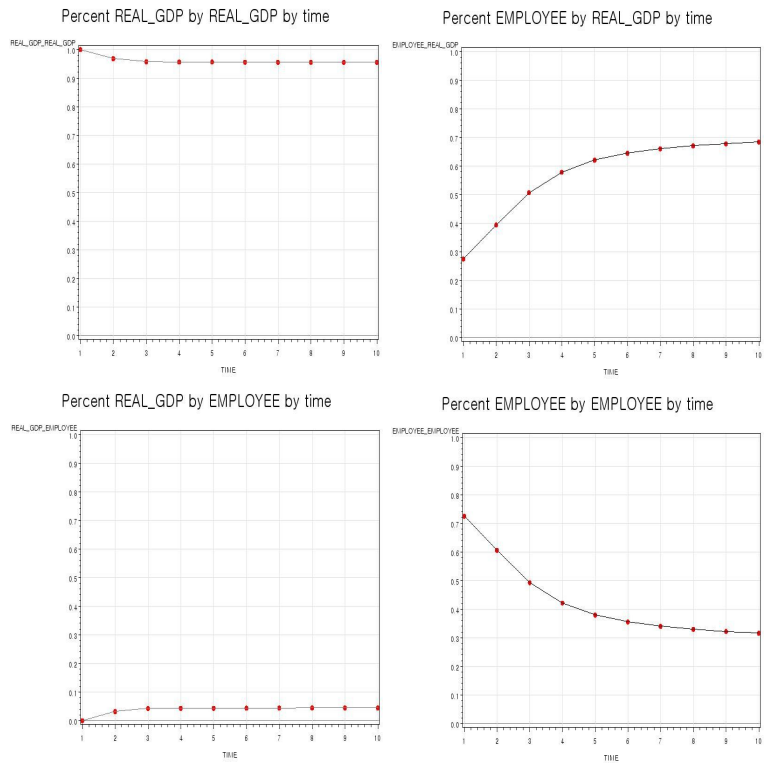 Percent REAL_GDP by REAL_GDP by time
REAL_GDP_REAL_GDP
1.0
0.9
0.8
0.7
0.6
0.5
0.4
0.3
0.2
0.1
0.0
1 2 3 4 5 6 7 8 9 10
TIME
Percent EMPLOYEE by REAL_GDP by time
EMPLOYEE_REAL_GDP
1.0
0.9
0.8
0.7
0.6
0.5
0.4
0.3
0.2
0.1
0.0
1 2 3 4 5 6 7 8 9 10
TIME
Percent REAL_GDP by EMPLOYEE by time
REAL_GDP_EMPLOYEE
1.0
0.9
0.8
0.7
0.6
0.5
0.4
0.3
0.2
0.1
0.0
1 2 3 4 5 6 7 8 9 10
TIME
Percent EMPLOYEE by EMPLOYEE by time
EMPLOYEE_EMPLOYEE
1.0
0.9
0.8
0.7
0.6
0.5
0.4
0.3
0.2
0.1
0.0
1 2 3 4 5 6 7 8 9 10
TIME